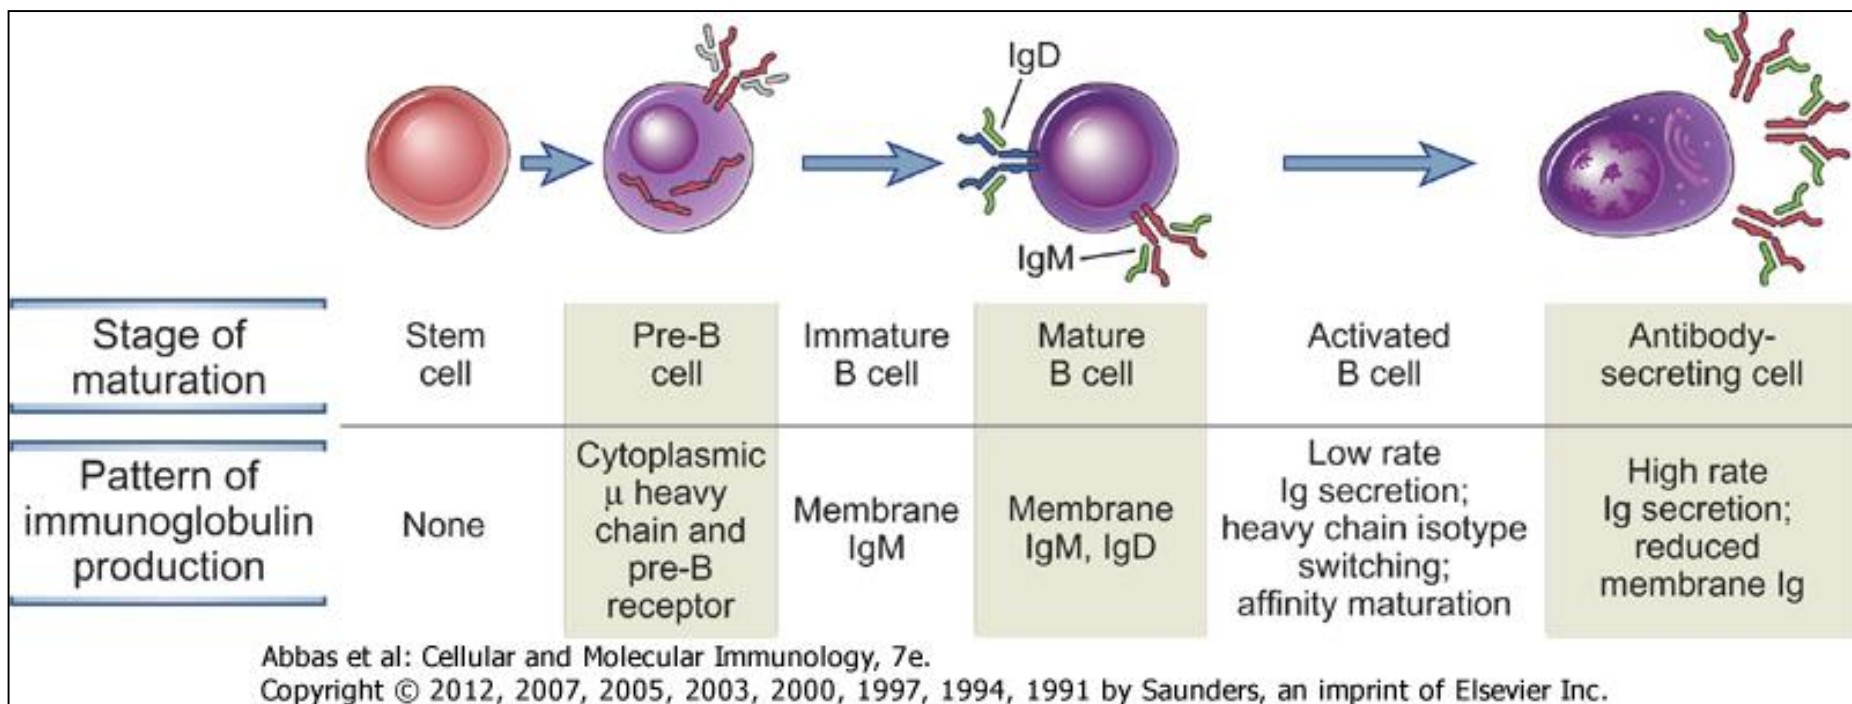 IgD
IgM
Stage of
maturation
Stem
cell
Pre-B
cell
Immature
B cell
Mature
B cell
Activated
B cell
Antibody-
secreting cell
Pattern of
immunoglobulin
production
None
Cytoplasmic
μ heavy
chain and
pre-B
receptor
Membrane
IgM
Membrane
IgM, IgD
Low rate
Ig secretion;
heavy chain isotype
switching;
affinity maturation
High rate
Ig secretion;
reduced
membrane Ig
Abbas et al: Cellular and Molecular Immunology, 7e.
Copyright © 2012, 2007, 2005, 2003, 2000, 1997, 1994, 1991 by Saunders, an imprint of Elsevier Inc.